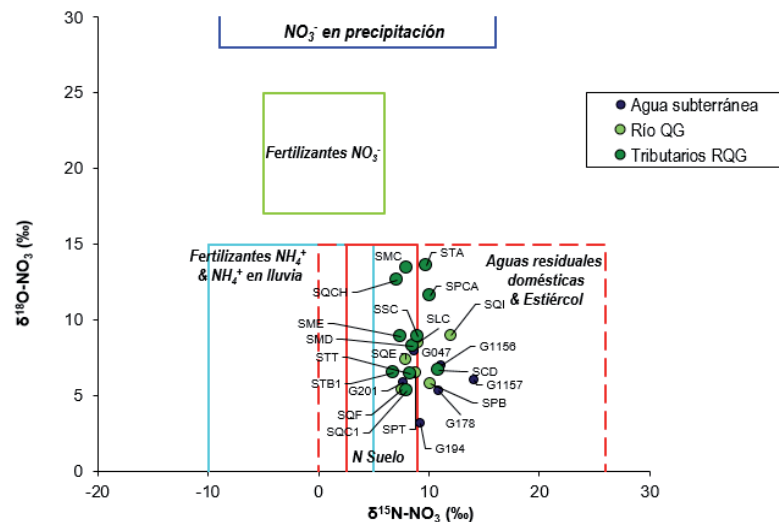 30
25
20
15
10
5
0
-20
-10
0
10
20
30
δ¹⁸O-NO₃ (‰)
δ¹⁵N-NO₃ (‰)
NO₃⁻ en precipitación
Fertilizantes NO₃⁻
Agua subterránea
Río QG
Tributarios RQG
Fertilizantes NH₄⁺
& NH₄⁺ en lluvia
Aguas residuales
domésticas
& Estiércol
SMC
STA
SQCH
SPCA
SSC
SLC
SQI
SME
SMD
SQE
G047
G1156
STT
SCD
STB1
G201
G1157
SQF
SPB
SQC1
SPT
G178
G194
N Suelo